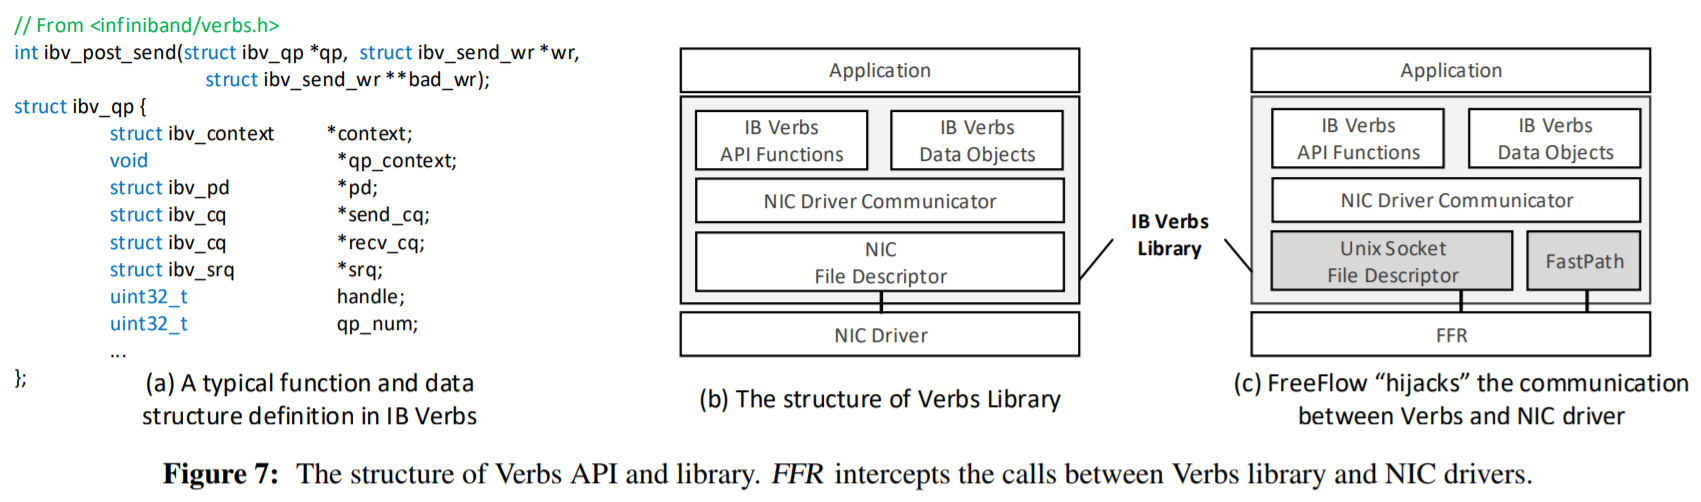 // From <infiniband/verbs.h>
int ibv_post_send(struct ibv_qp *qp, struct ibv_send_wr *wr,
struct ibv_send_wr **bad_wr);
struct ibv_qp {
struct ibv_context *context;
void *qp_context;
struct ibv_pd *pd;
struct ibv_cq *send_cq;
struct ibv_cq *recv_cq;
struct ibv_srq *srq;
uint32_t handle;
uint32_t qp_num;
...
};
(a) A typical function and data
structure definition in IB Verbs
Application
IB Verbs
API Functions
IB Verbs
Data Objects
NIC Driver Communicator
NIC
File Descriptor
NIC Driver
(b) The structure of Verbs Library
IB Verbs
Library
Application
IB Verbs
API Functions
IB Verbs
Data Objects
NIC Driver Communicator
Unix Socket
File Descriptor
FastPath
FFR
(c) FreeFlow “hijacks” the communication
between Verbs and NIC driver
Figure 7: The structure of Verbs API and library. FFR intercepts the calls between Verbs library and NIC drivers.